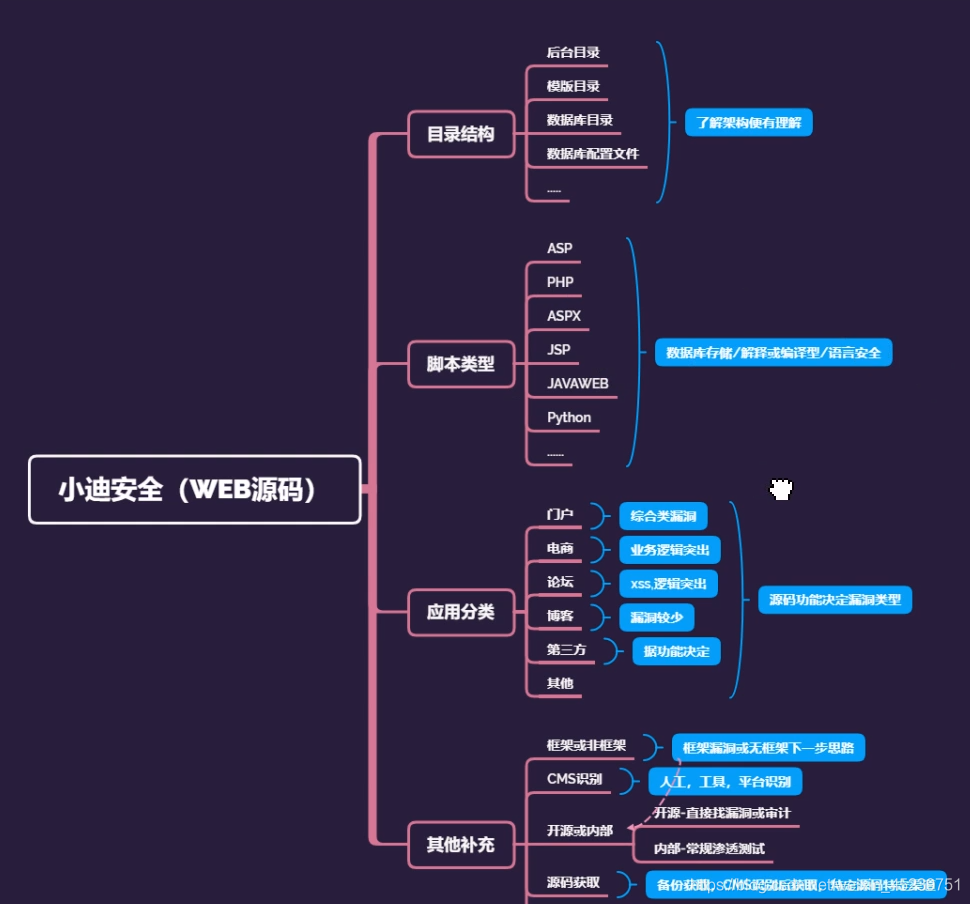 小迪安全（WEB源码）
目录结构
后台目录
模版目录
数据库目录
数据库配置文件
.....
了解架构便有理解
脚本类型
ASP
PHP
ASPX
JSP
JAVAWEB
Python
......
数据库存储/解释或编译型/语言安全
应用分类
门户
综合类漏洞
电商
业务逻辑突出
论坛
xss,逻辑突出
博客
漏洞较少
第三方
据功能决定
其他
源码功能决定漏洞类型
其他补充
框架或非框架
框架漏洞或无框架下一步思路
CMS识别
人工，工具，平台识别
开源或内部
开源-直接找漏洞或审计
内部-常规渗透测试
源码获取
备份获取，CMS识别后获取，特定源码特定渠道